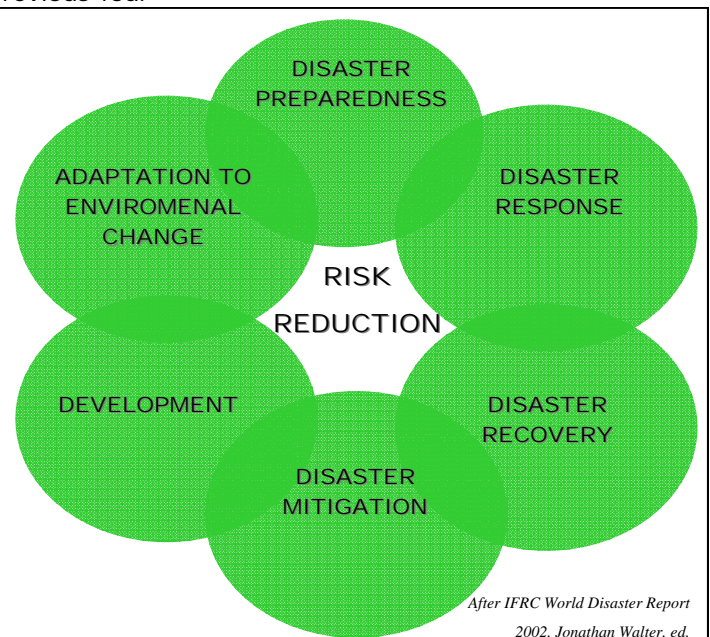 DISASTER
PREPAREDNESS
ADAPTATION TO
ENVIROMENAL
CHANGE
DISASTER
RESPONSE
RISK
REDUCTION
DEVELOPMENT
DISASTER
RECOVERY
DISASTER
MITIGATION
After IFRC World Disaster Report
2002. Jonathan Walter. ed.